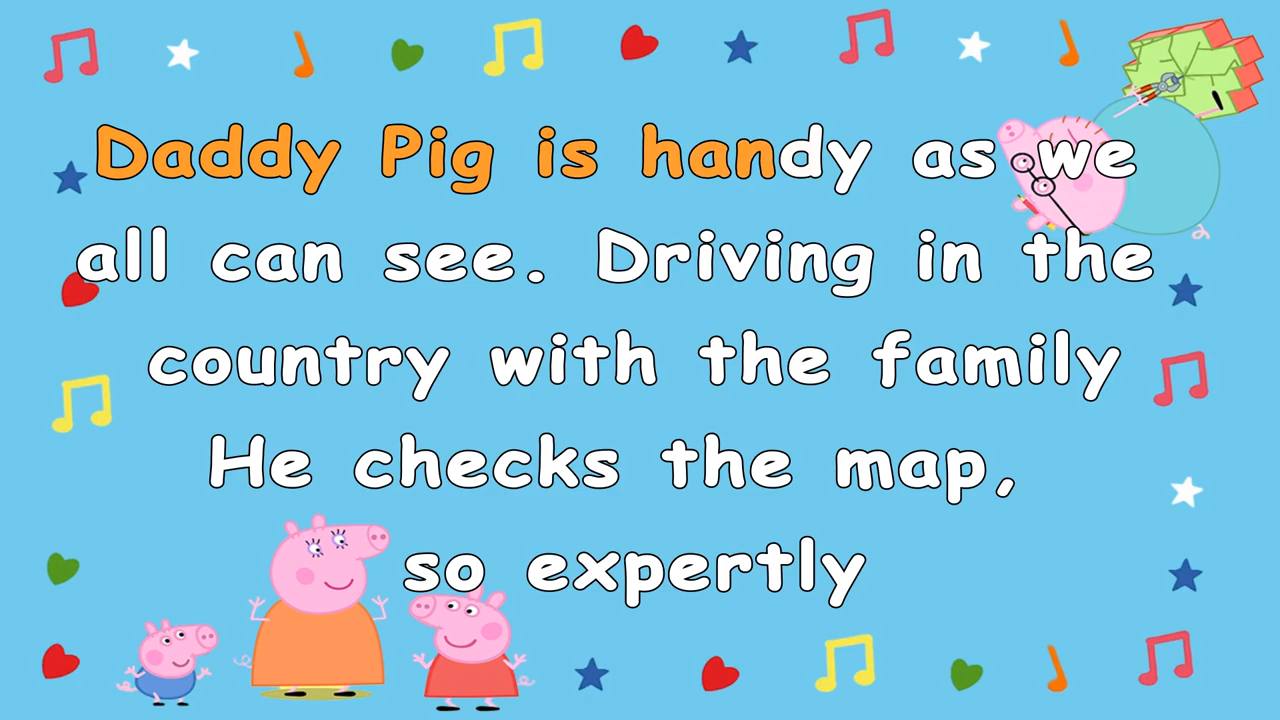 Daddy Pig is handy as we
all can see. Driving in the
country with the family
He checks the map,
so expertly